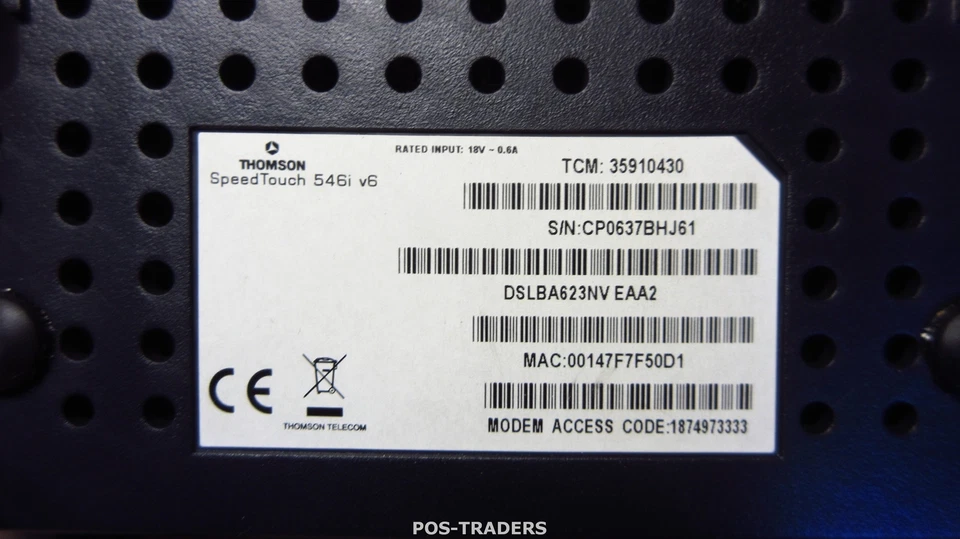 RATED INPUT: 18V - 0.6A
THOMSON
SpeedTouch 546i v6
TCM: 35910430
S/N:CP0637BHJ61
DSLBA623NV EAA2
MAC:00147F7F50D1
CE
THOMSON TELECOM
MODEM ACCESS CODE:1874973333
POS-TRADERS